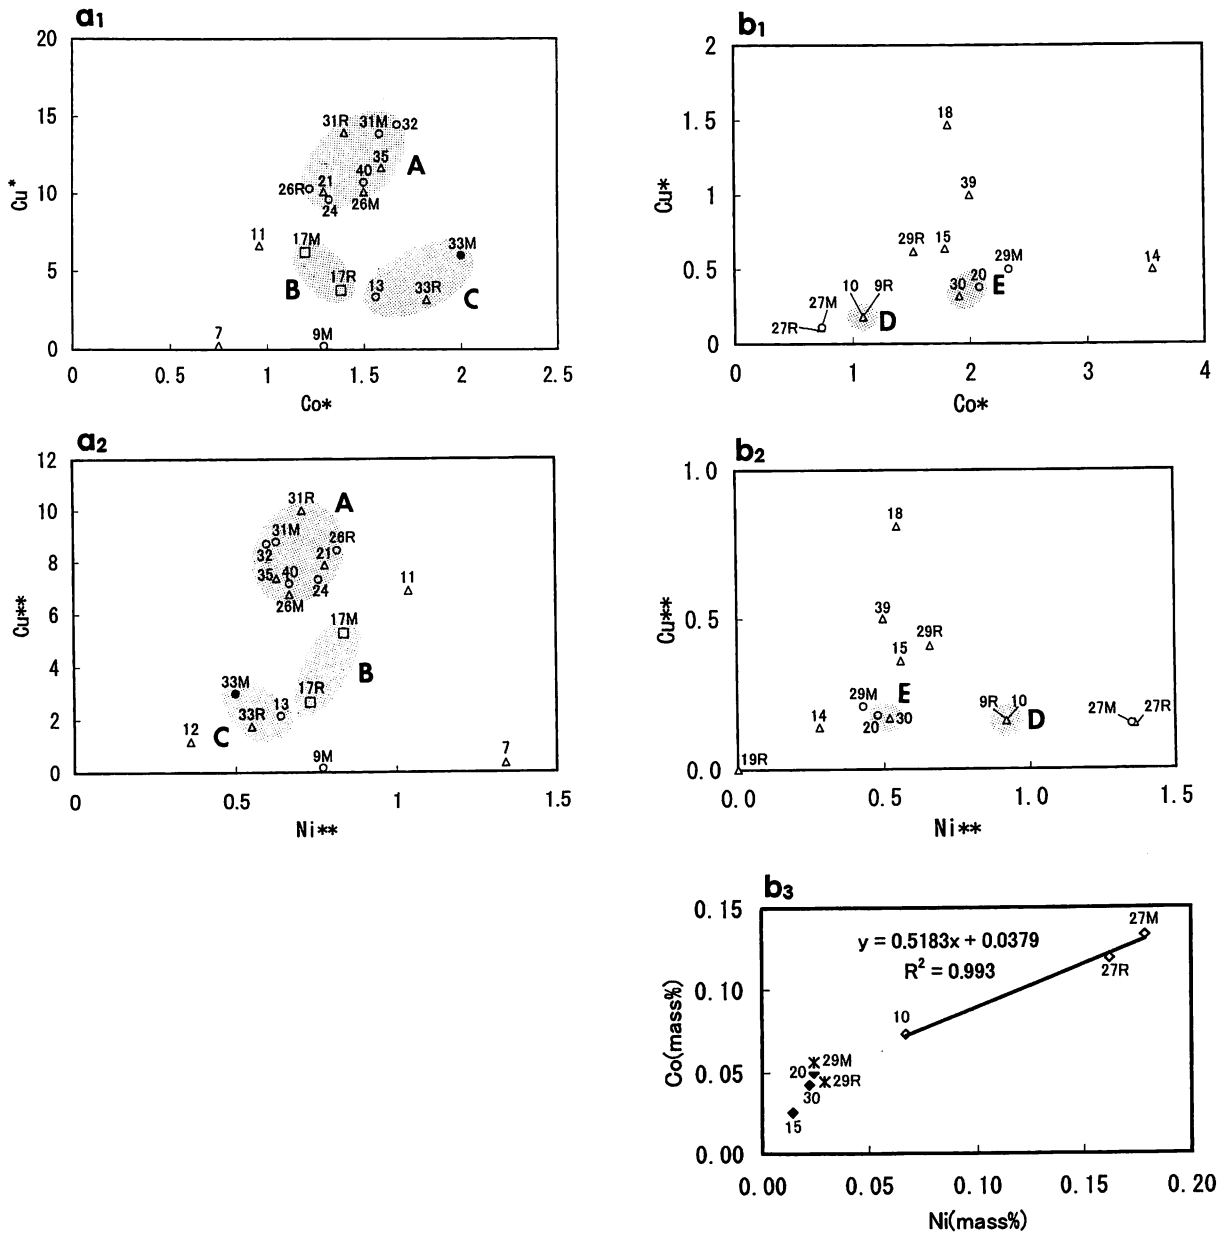 a1
20
15
10
5
0
Cu*
31R 31M 32
35
A
40
26R 21
24 26M
11 17M
33M
B 17R 13 33R C
7 9M
0 0.5 1 1.5 2 2.5
Co*
b1
2
1.5
1
0.5
0
Cu*
18
39
29R 15
29M 14
20 E
30
10 9R
27M D
27R
0 1 2 3 4
Co*
a2
12
10
8
6
4
2
0
Cu**
31R A
31M
32 26R
21
35 40 24
26M
11
17M
B
33M 17R
13
33R
12 C
9M 7
0.5 1 1.5
Ni**
b2
1.0
0.5
0.0
Cu**
18
39
29R
15
29M E
14 20 30
9R 10 D
27M 27R
19R
0.0 0.5 1.0 1.5
Ni**
b3
0.15
0.10
0.05
0.00
Co(mass%)
y = 0.5183x + 0.0379
R2 = 0.993
27M
27R
10
29M
20 29R
30
15
0.00 0.05 0.10 0.15 0.20
Ni(mass%)